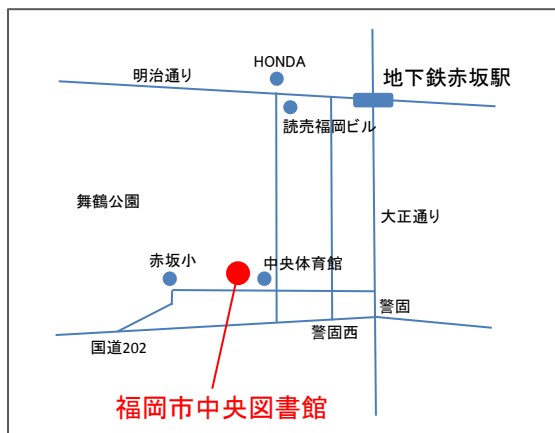 HONDA
明治通り
地下鉄赤坂駅
読売福岡ビル
舞鶴公園
大正通り
赤坂小
中央体育館
警固
警固西
国道202
福岡市中央図書館